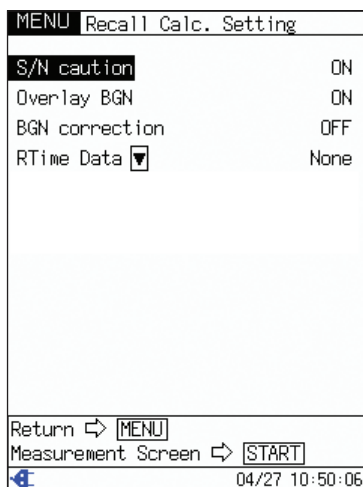 MENU Recall Calc. Setting
S/N caution ON
Overlay BGN ON
BGN correction OFF
RTime Data ▼ None
Return ⇨ MENU
Measurement Screen ⇨ START
04/27 10:50:06